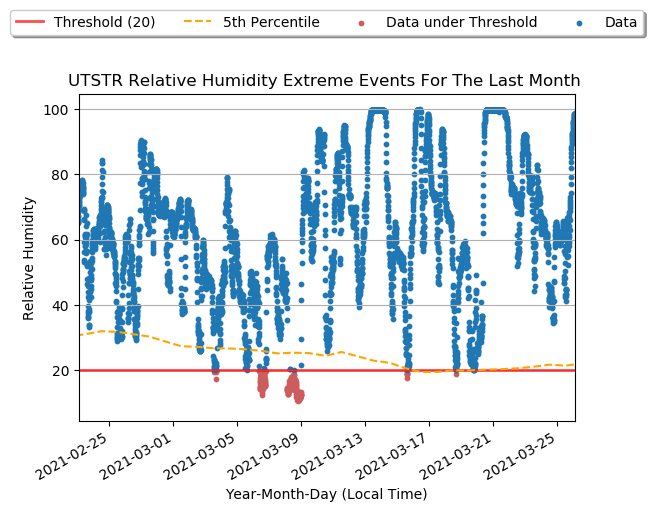 Threshold (20) 5th Percentile Data under Threshold Data
UTSTR Relative Humidity Extreme Events For The Last Month
100
80
60
40
20
Relative Humidity
2021-02-25 2021-03-01 2021-03-05 2021-03-09 2021-03-13 2021-03-17 2021-03-21 2021-03-25
Year-Month-Day (Local Time)